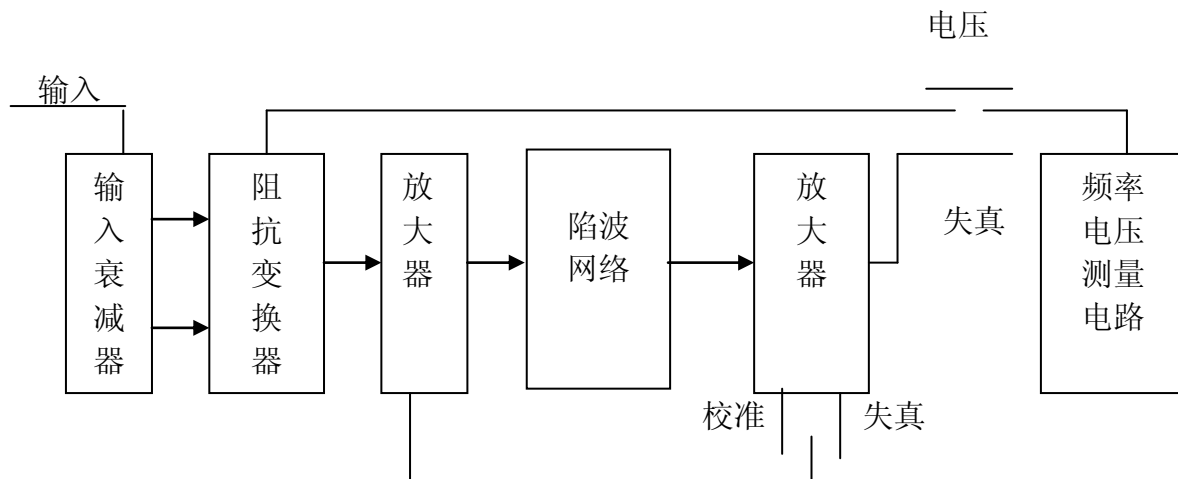 电压
输入
输入衰减器
阻抗变换器
放大器
陷波
网络
放大器
失真
频率
电压
测量
电路
校准
失真